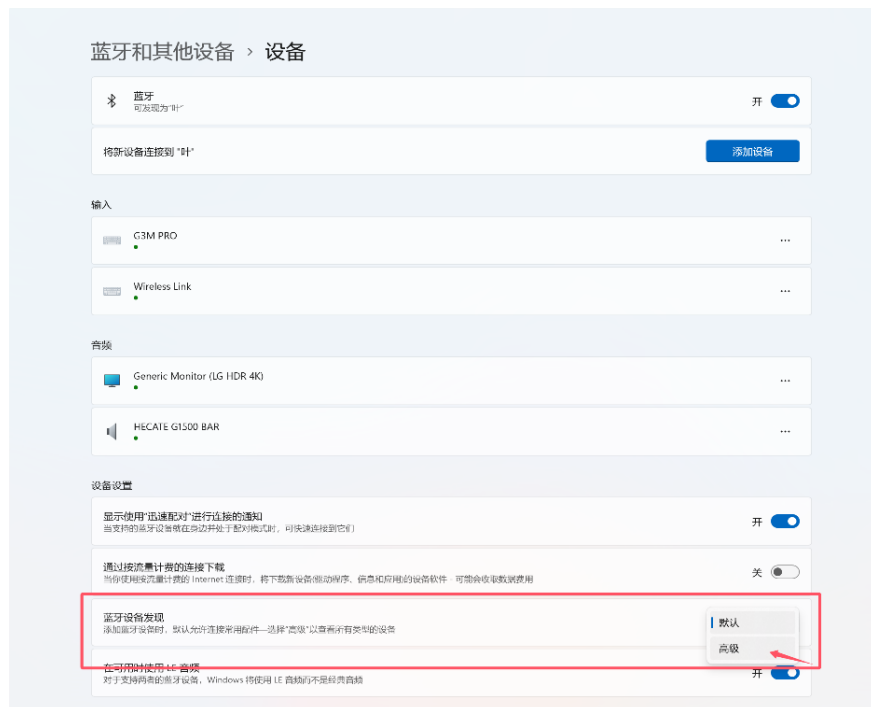 蓝牙和其他设备 › 设备
蓝牙
可发现为"叶"
开
将新设备连接到 "叶"
添加设备
输入
G3M PRO
Wireless Link
音频
Generic Monitor (LG HDR 4K)
HECATE G1500 BAR
设备设置
显示使用"迅速配对"进行连接的通知
当支持的蓝牙设备就在身边并处于配对模式时，可快速连接到它们
开
通过按流量计费的连接下载
当你使用按流量计费的 Internet 连接时，将下载新设备(驱动程序、信息和应用)的设备软件 - 可能会收取数据费用
关
蓝牙设备发现
添加蓝牙设备时，默认允许连接常用配件—选择"高级"以查看所有类型的设备
默认
高级
在可用时使用 LE 音频
对于支持两者的蓝牙设备，Windows 将使用 LE 音频而不是经典音频
开